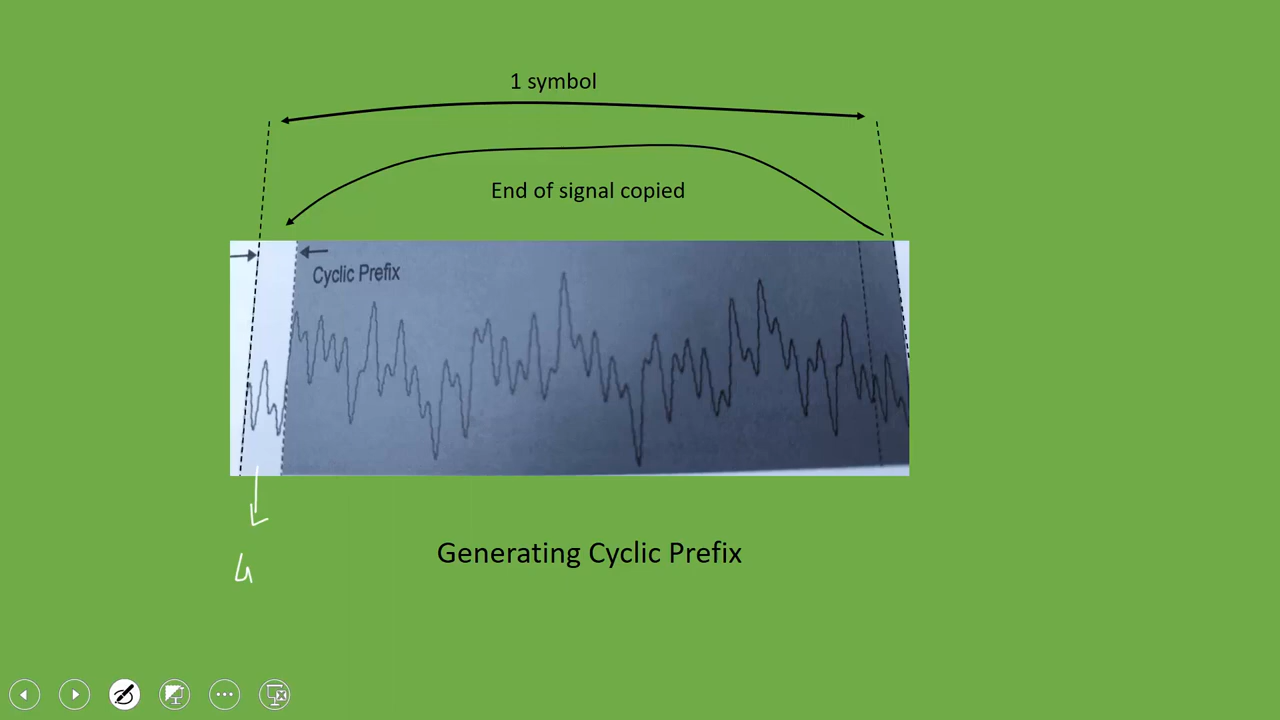 1 symbol
End of signal copied
Cyclic Prefix
Generating Cyclic Prefix